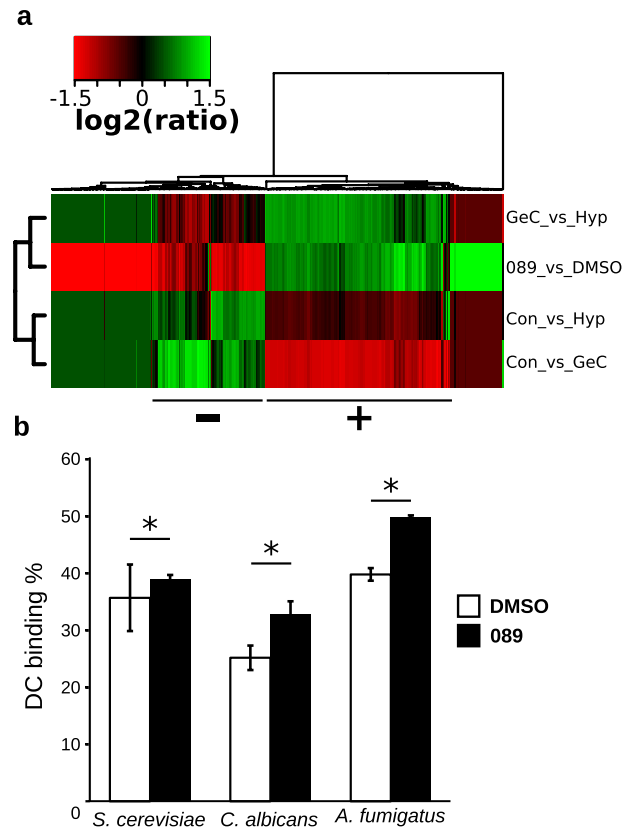 a
-1.5 0 1.5
log2(ratio)
GeC_vs_Hyp
089_vs_DMSO
Con_vs_Hyp
Con_vs_GeC
− +
b
60
50
40
30
20
10
0
DC binding %
* * *
DMSO
089
S. cerevisiae C. albicans A. fumigatus